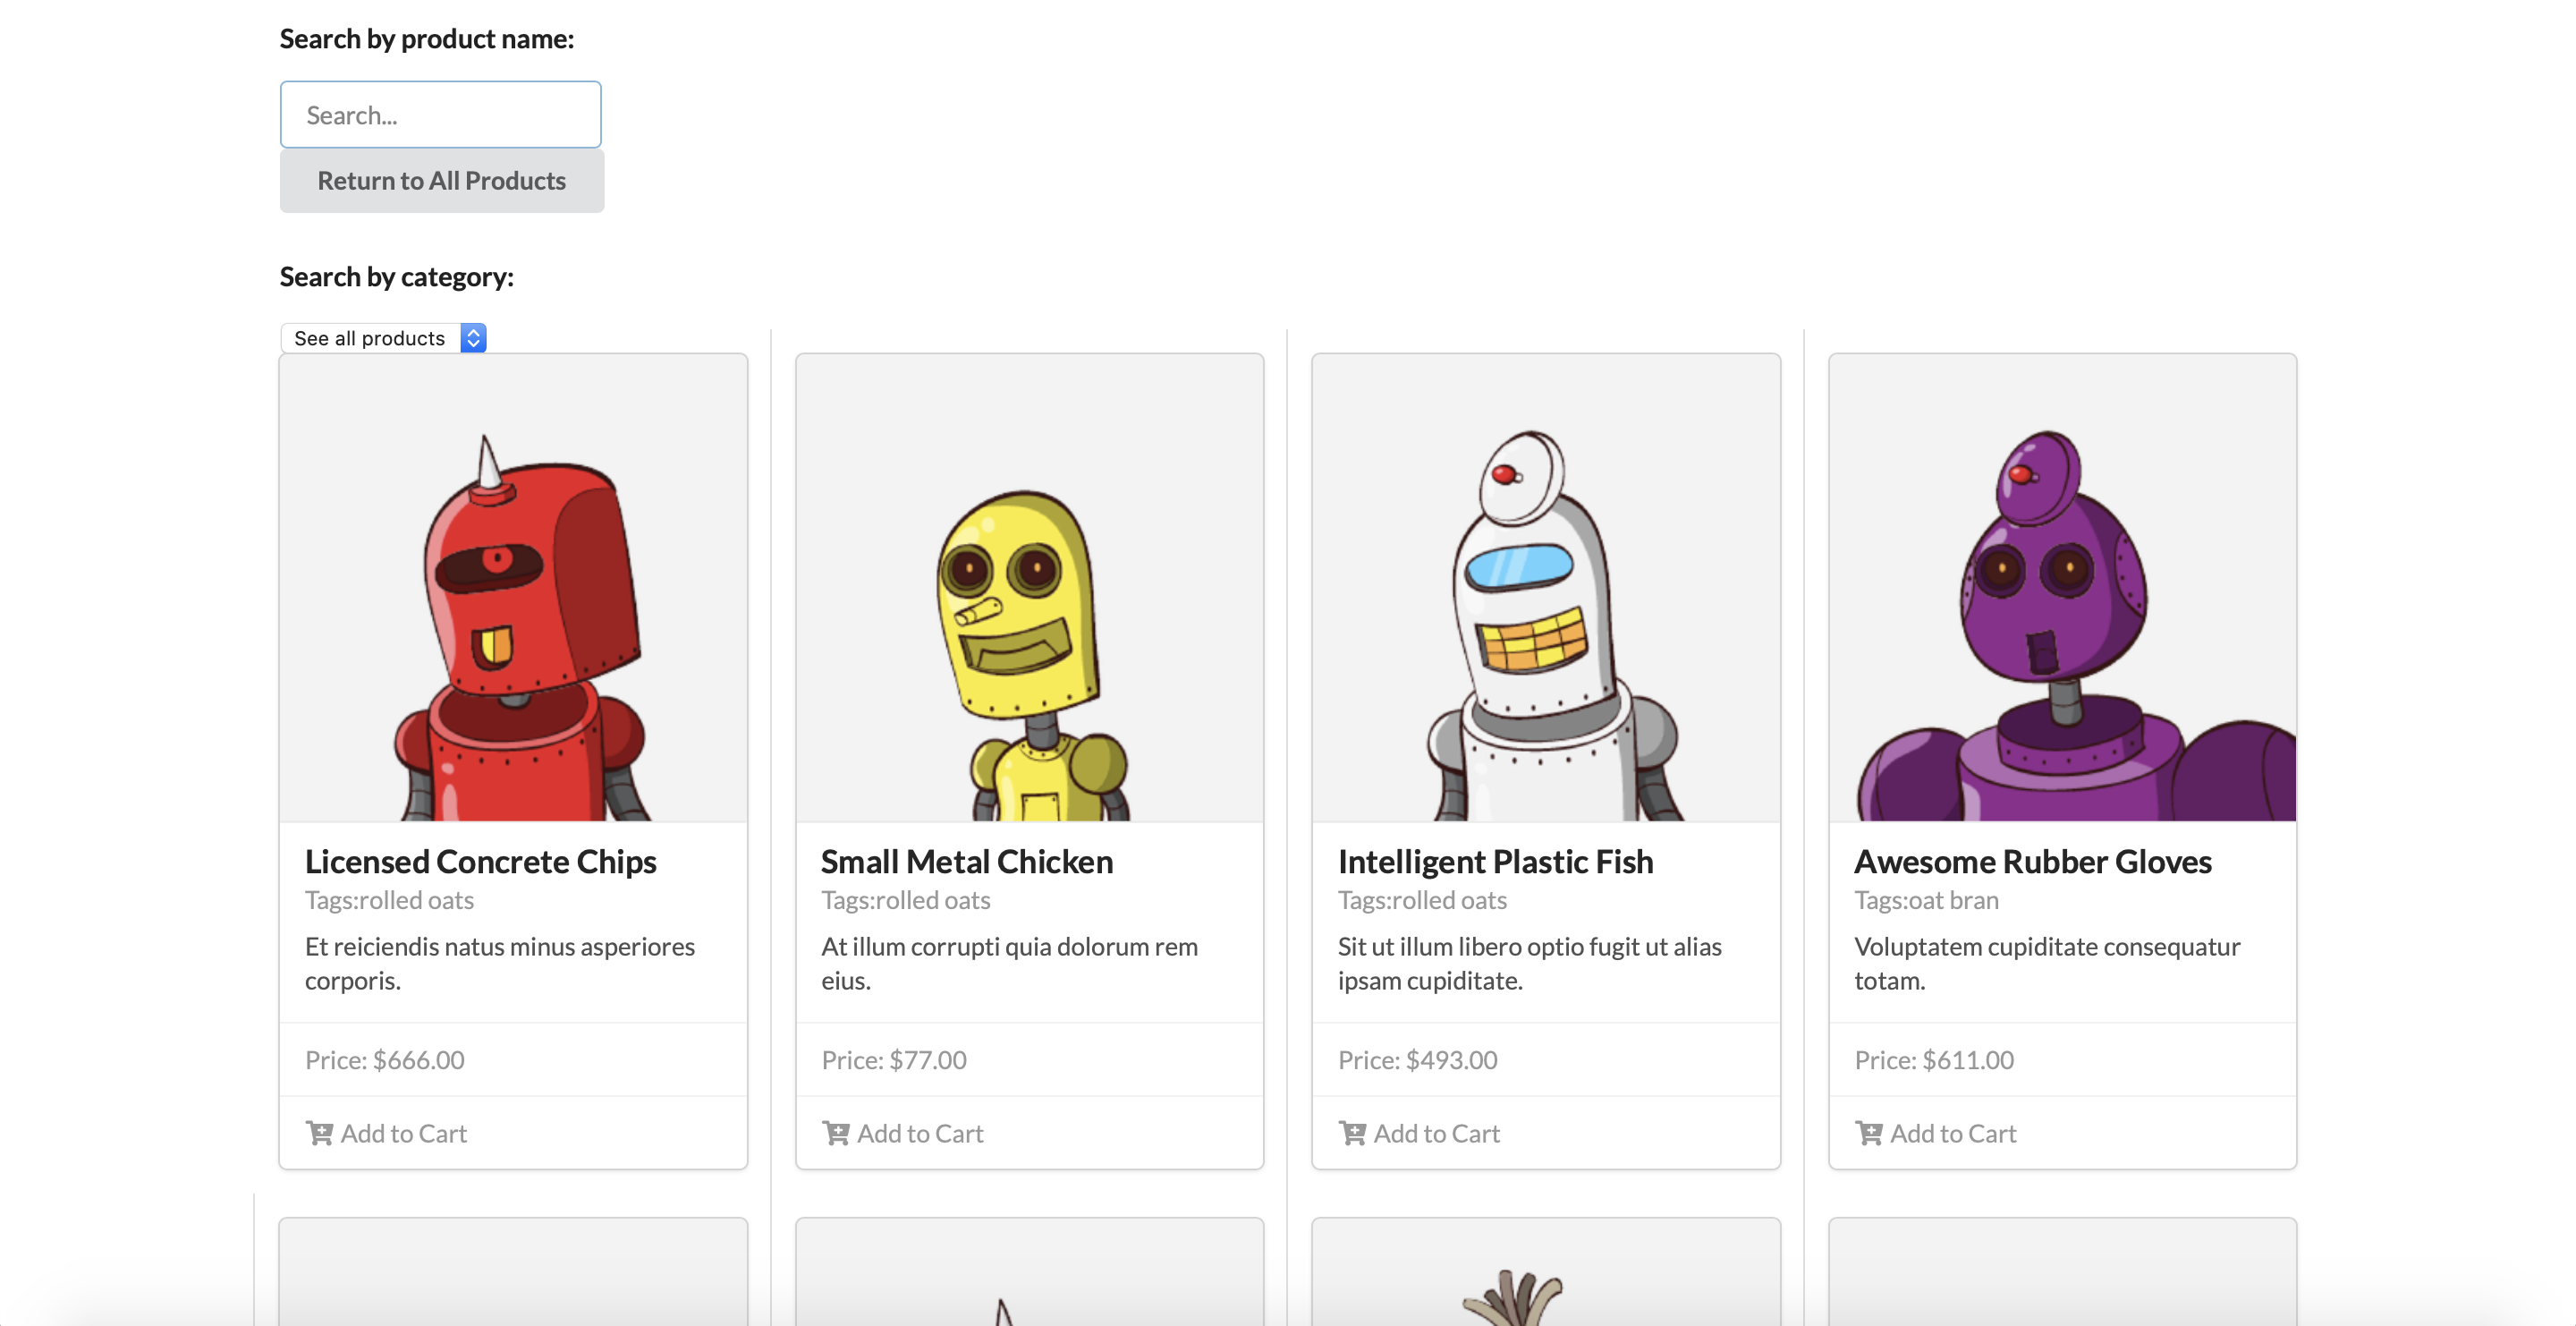 Search by product name:
Search...
Return to All Products
Search by category:
See all products
Licensed Concrete Chips
Tags:rolled oats
Et reiciendis natus minus asperiores
corporis.
Price: $666.00
Add to Cart
Small Metal Chicken
Tags:rolled oats
At illum corrupti quia dolorum rem
eius.
Price: $77.00
Add to Cart
Intelligent Plastic Fish
Tags:rolled oats
Sit ut illum libero optio fugit ut alias
ipsam cupiditate.
Price: $493.00
Add to Cart
Awesome Rubber Gloves
Tags:oat bran
Voluptatem cupiditate consequatur
totam.
Price: $611.00
Add to Cart